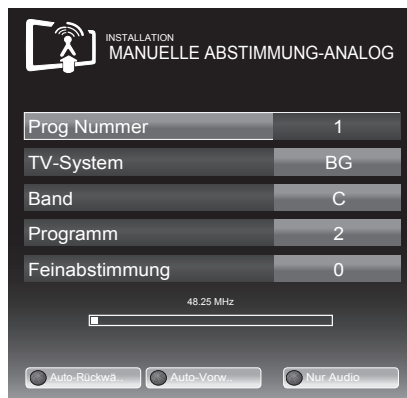 INSTALLATION
MANUELLE ABSTIMMUNG-ANALOG
Prog Nummer 1
TV-System BG
Band C
Programm 2
Feinabstimmung 0
48.25 MHz
Auto-Rückwä.. Auto-Vorw.. Nur Audio